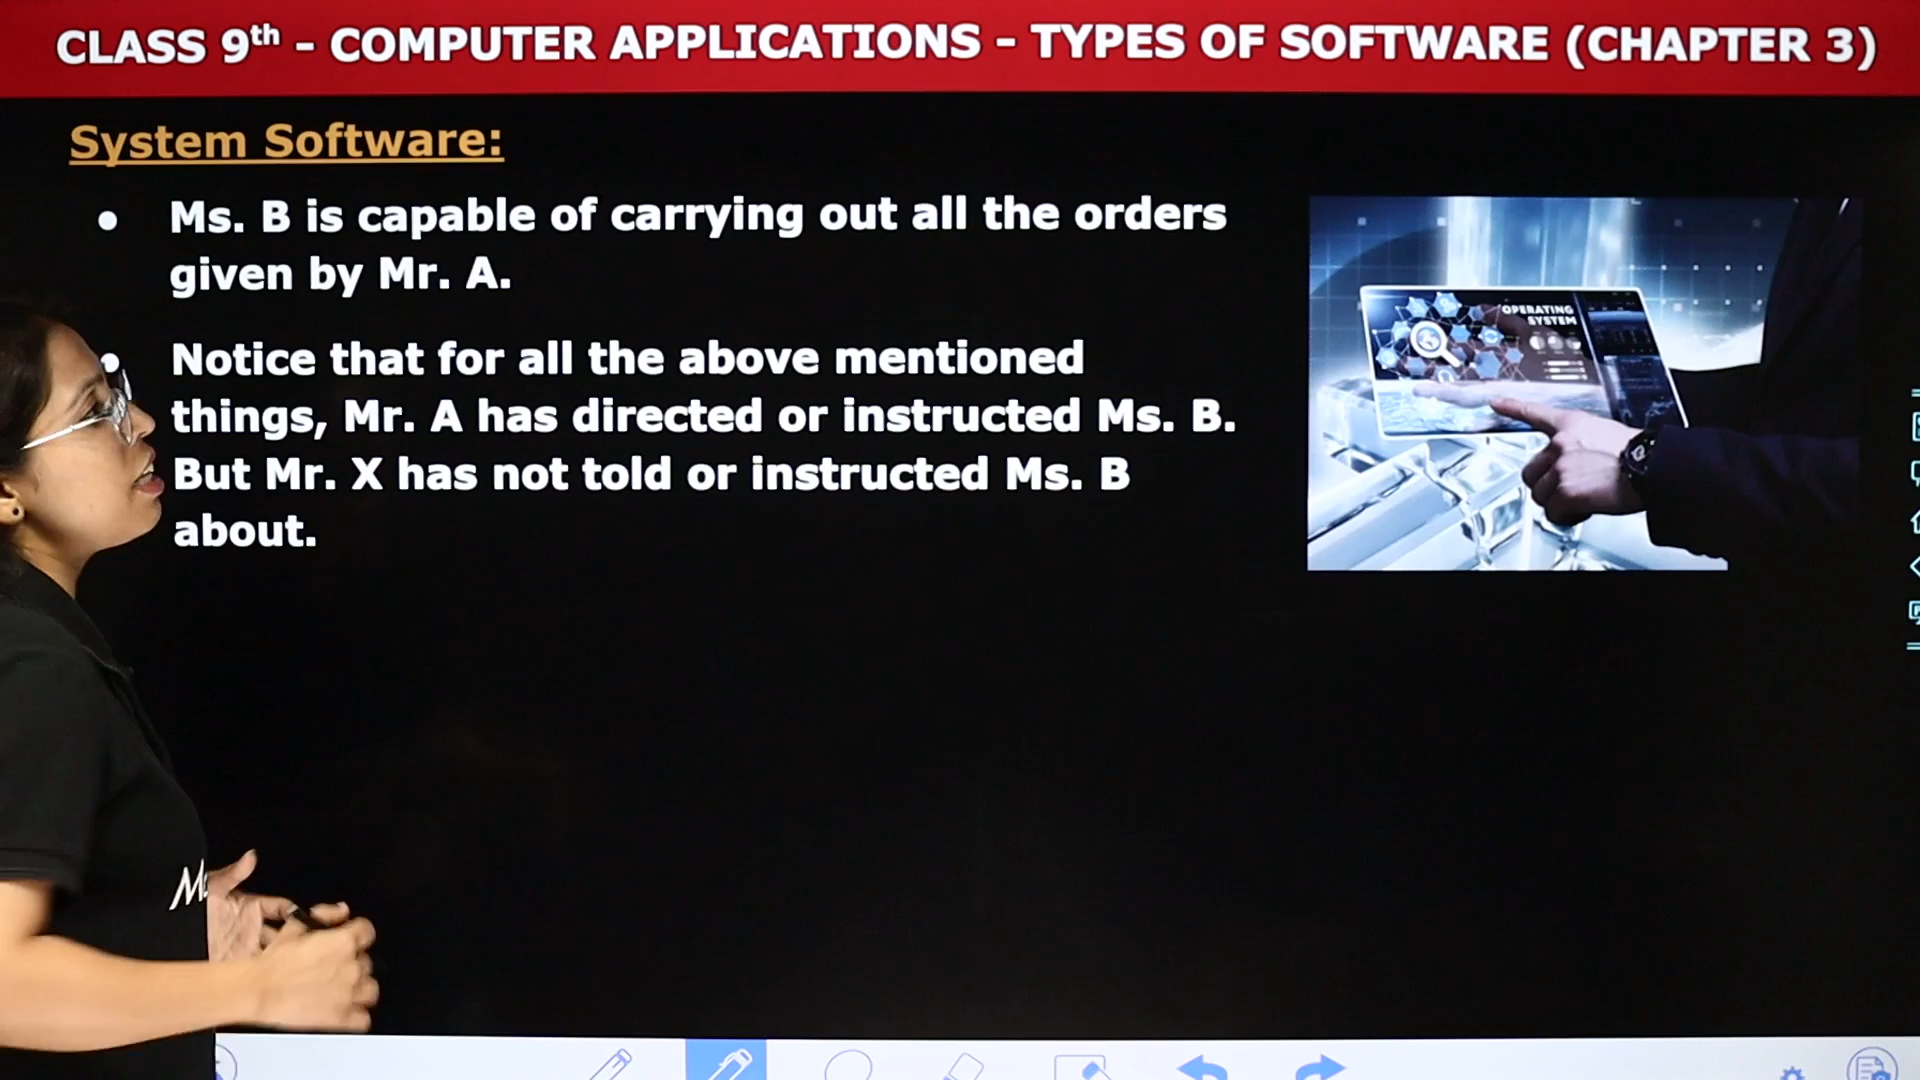 CLASS 9th - COMPUTER APPLICATIONS - TYPES OF SOFTWARE (CHAPTER 3)
System Software:
• Ms. B is capable of carrying out all the orders
given by Mr. A.
• Notice that for all the above mentioned
things, Mr. A has directed or instructed Ms. B.
But Mr. X has not told or instructed Ms. B
about.
OPERATING
SYSTEM